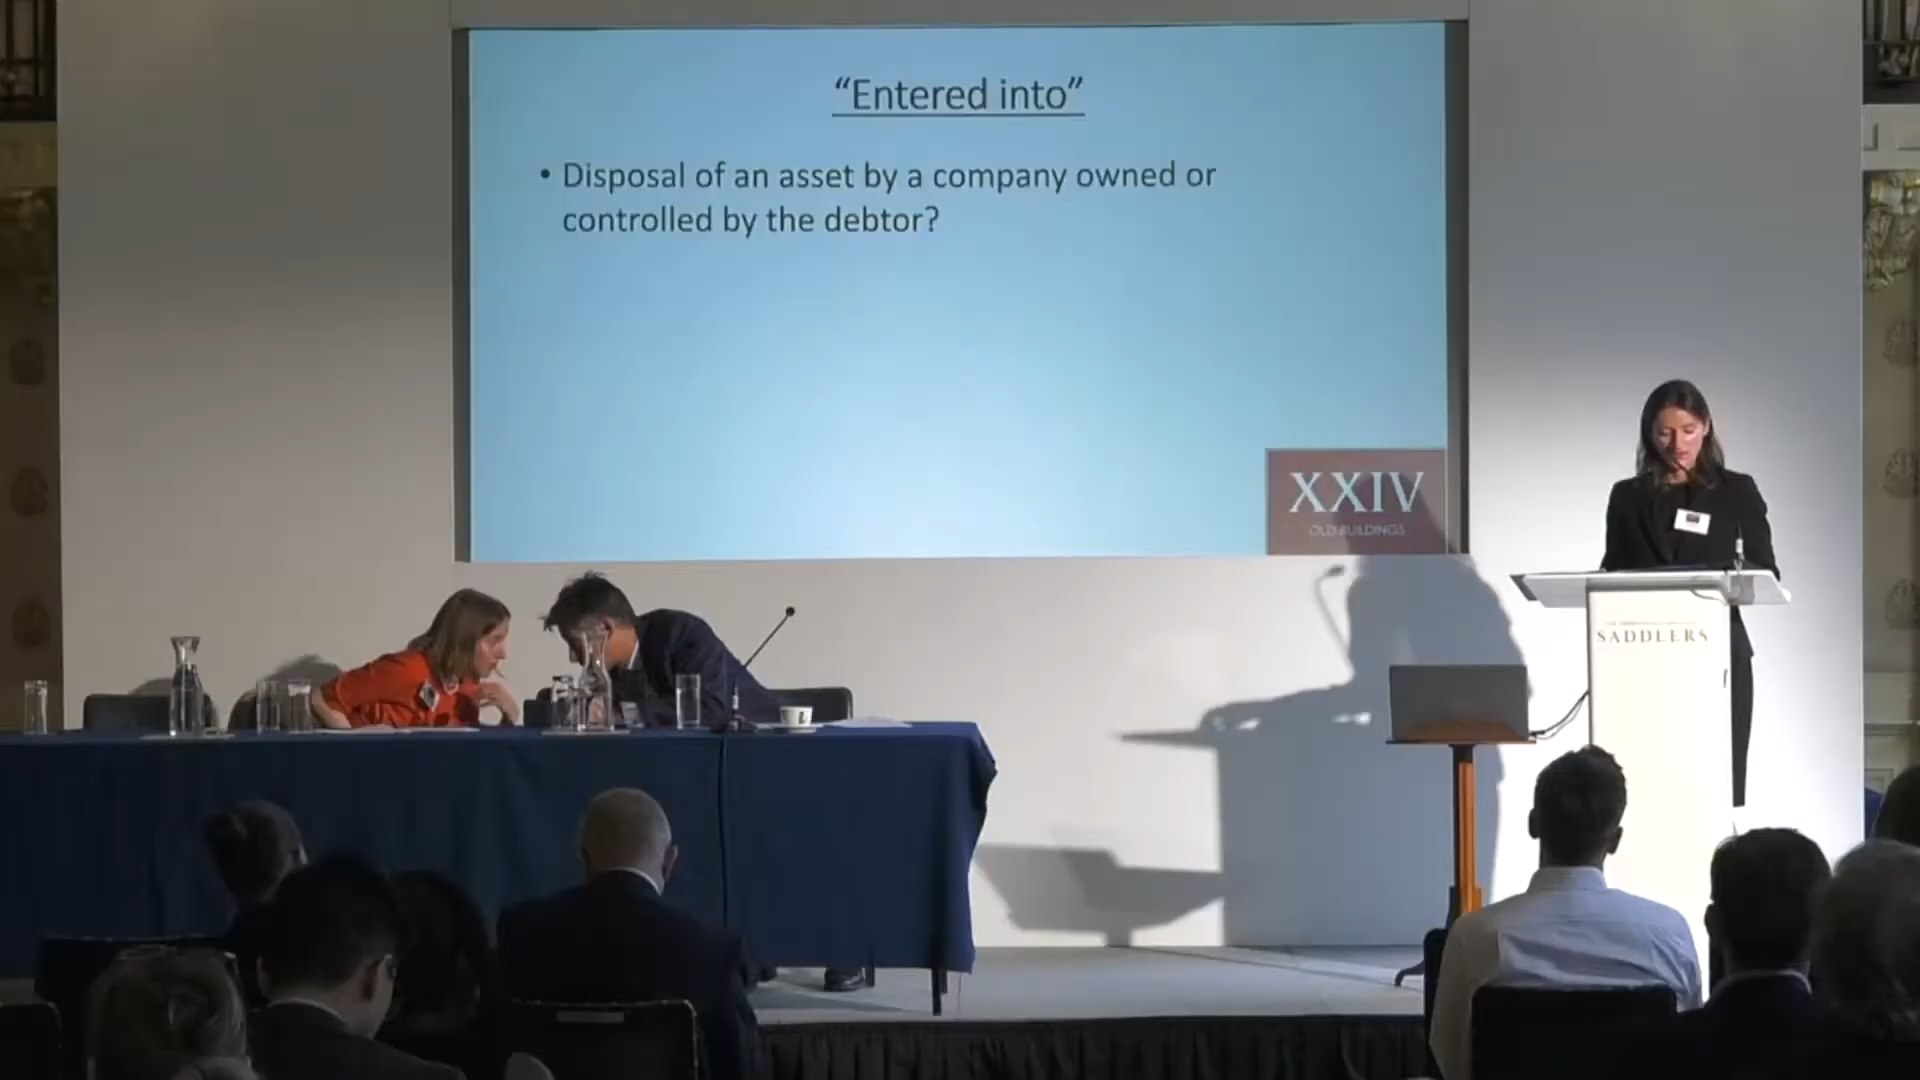 “Entered into”
• Disposal of an asset by a company owned or
controlled by the debtor?
XXIV
OLD BUILDINGS
SADDLERS